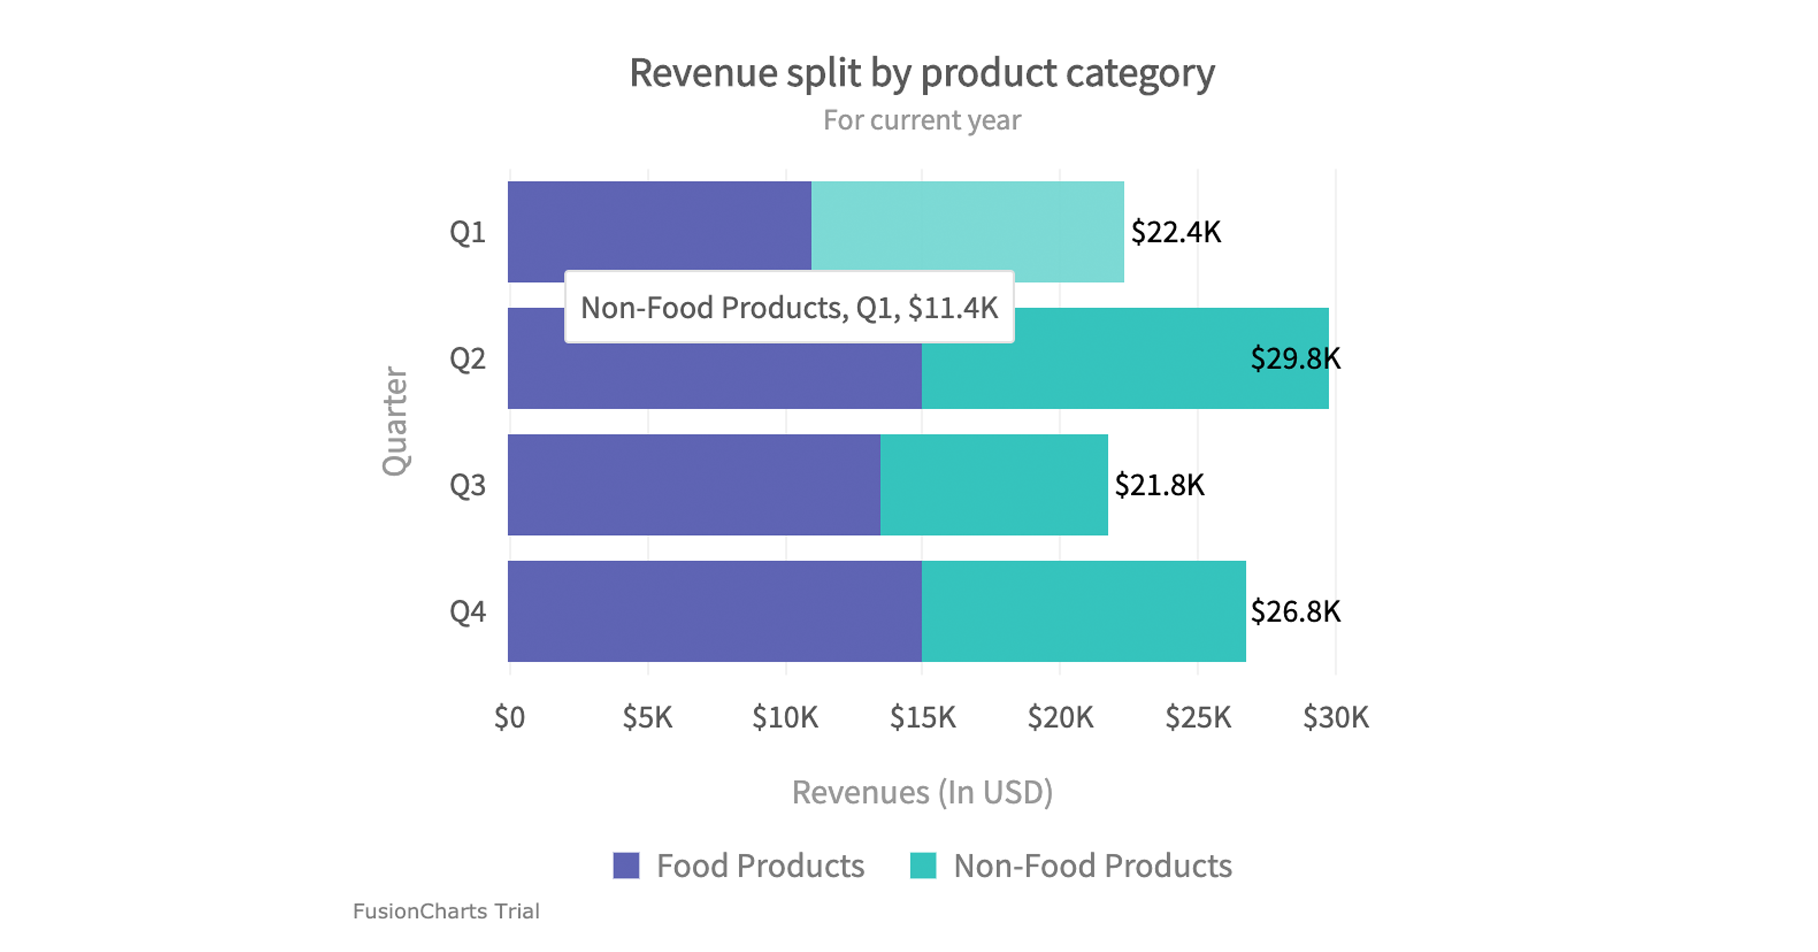 Revenue split by product category
For current year
Quarter
Q1
$22.4K
Non-Food Products, Q1, $11.4K
Q2
$29.8K
Q3
$21.8K
Q4
$26.8K
$0 $5K $10K $15K $20K $25K $30K
Revenues (In USD)
Food Products Non-Food Products
FusionCharts Trial